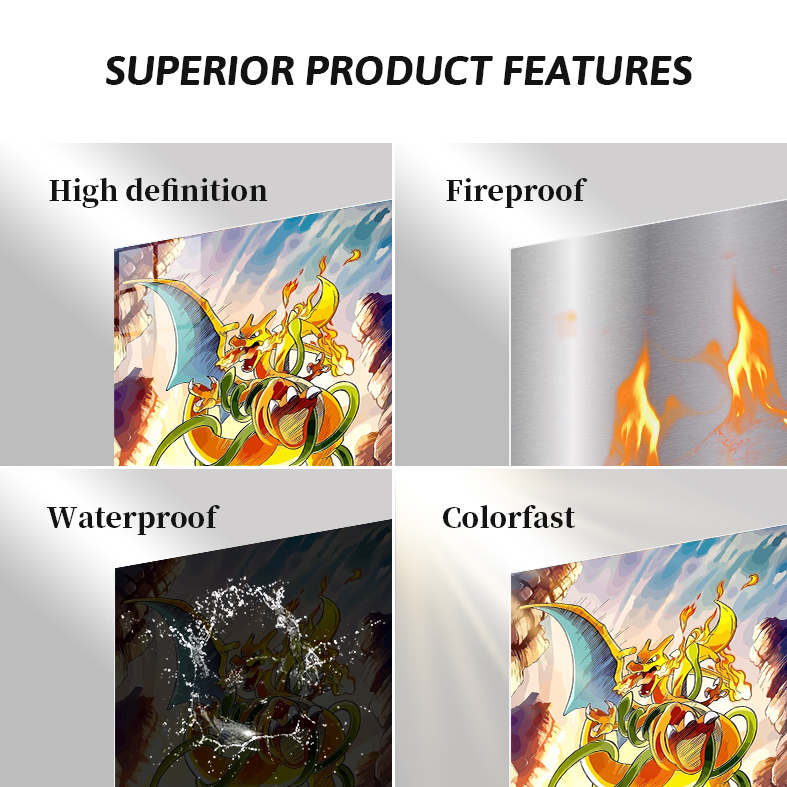 SUPERIOR PRODUCT FEATURES
High definition
Fireproof
Waterproof
Colorfast